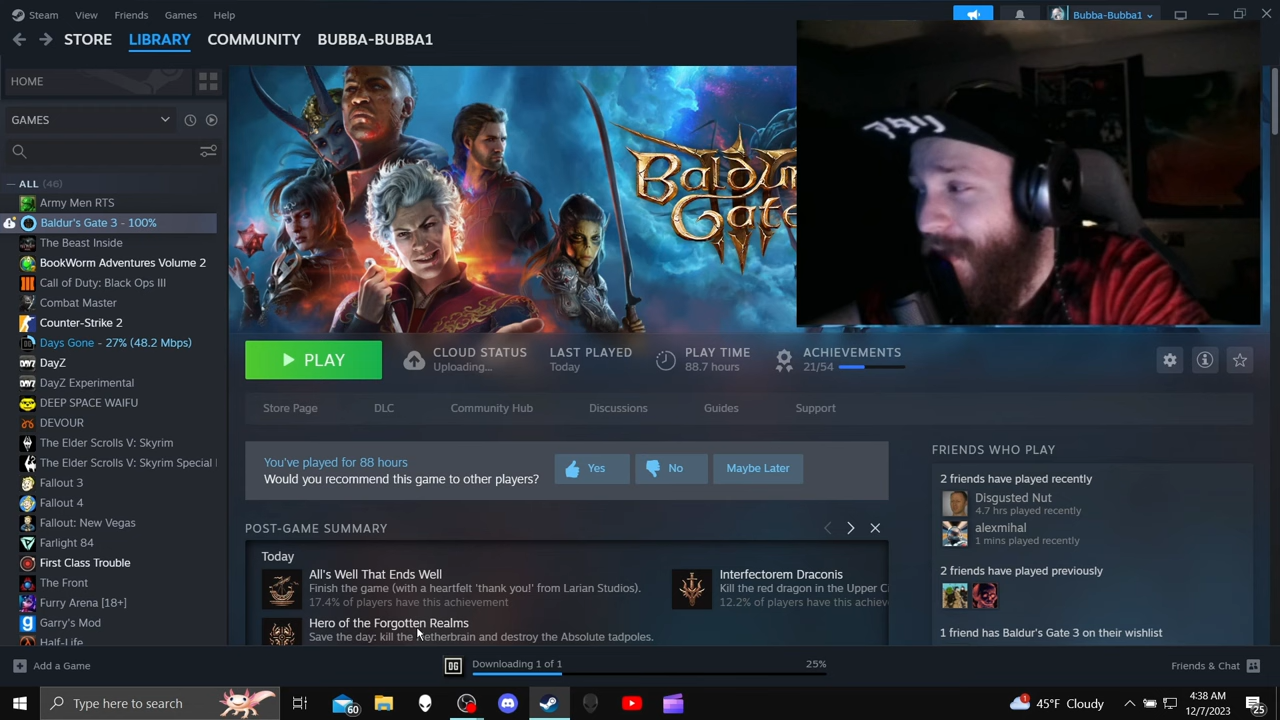 Steam View Friends Games Help
Bubba-Bubba1
STORE LIBRARY COMMUNITY BUBBA-BUBBA1
HOME
GAMES
ALL (46)
Army Men RTS
Baldur's Gate 3 - 100%
The Beast Inside
BookWorm Adventures Volume 2
Call of Duty: Black Ops III
Combat Master
Counter-Strike 2
Days Gone - 27% (48.2 Mbps)
DayZ
DayZ Experimental
DEEP SPACE WAIFU
DEVOUR
The Elder Scrolls V: Skyrim
The Elder Scrolls V: Skyrim Special
Fallout 3
Fallout 4
Fallout: New Vegas
Farlight 84
First Class Trouble
The Front
Furry Arena [18+]
Garry's Mod
Half-Life
Baldur
Gate
PLAY
CLOUD STATUS
Uploading...
LAST PLAYED
Today
PLAY TIME
88.7 hours
ACHIEVEMENTS
21/54
Store Page DLC Community Hub Discussions Guides Support
You've played for 88 hours
Would you recommend this game to other players?
Yes No Maybe Later
POST-GAME SUMMARY
Today
All's Well That Ends Well
Finish the game (with a heartfelt 'thank you!' from Larian Studios).
17.4% of players have this achievement
Interfectorem Draconis
Kill the red dragon in the Upper C
12.2% of players have this achieve
Hero of the Forgotten Realms
Save the day: kill the Netherbrain and destroy the Absolute tadpoles.
FRIENDS WHO PLAY
2 friends have played recently
Disgusted Nut
4.7 hrs played recently
alexmihal
1 mins played recently
2 friends have played previously
1 friend has Baldur's Gate 3 on their wishlist
Add a Game
DG
Downloading 1 of 1
25%
Friends & Chat
Type here to search
60
1
45°F Cloudy
4:38 AM
12/7/2023
25